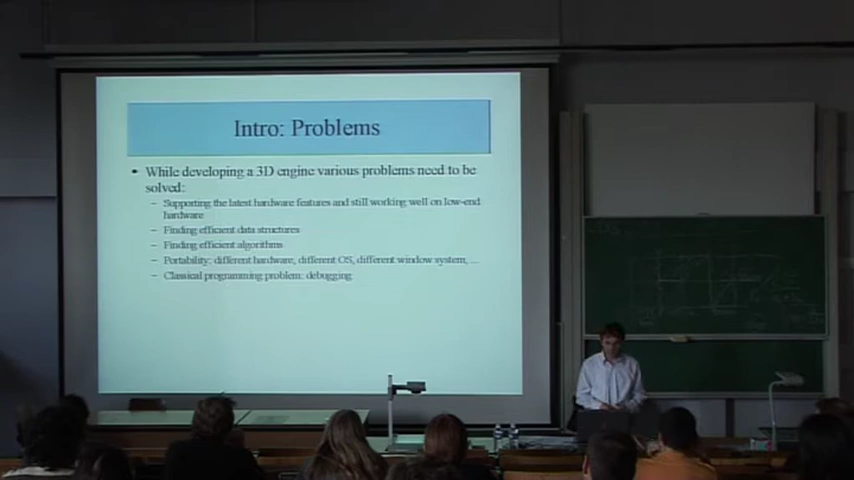 Intro: Problems
• While developing a 3D engine various problems need to be
solved:
– Supporting the latest hardware features and still working well on low-end
hardware
– Finding efficient data structures
– Finding efficient algorithms
– Portability: different hardware, different OS, different window system, ...
– Classical programming problem: debugging